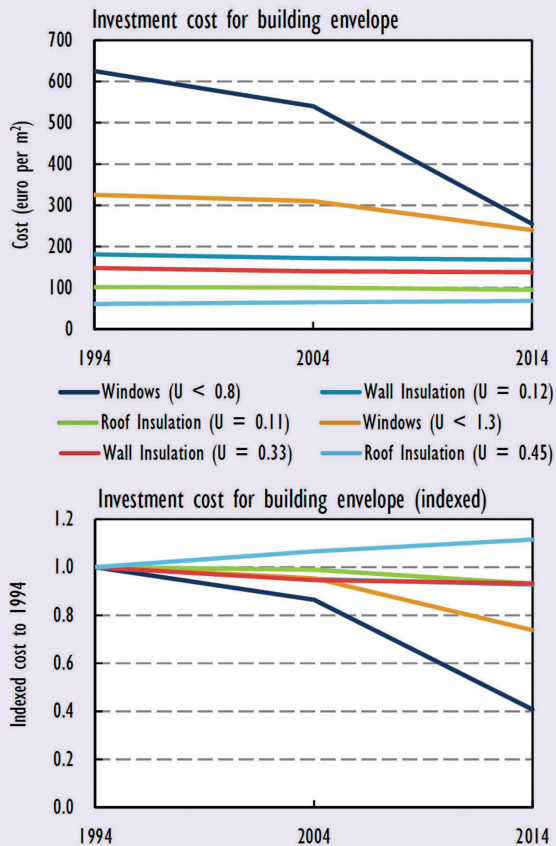 Investment cost for building envelope
700
600
500
400
300
200
100
0
Cost (euro per m²)
1994 2004 2014
Windows (U < 0.8) Wall Insulation (U = 0.12)
Roof Insulation (U = 0.11) Windows (U < 1.3)
Wall Insulation (U = 0.33) Roof Insulation (U = 0.45)
Investment cost for building envelope (indexed)
1.2
1.0
0.8
0.6
0.4
0.2
0.0
Indexed cost to 1994
1994 2004 2014